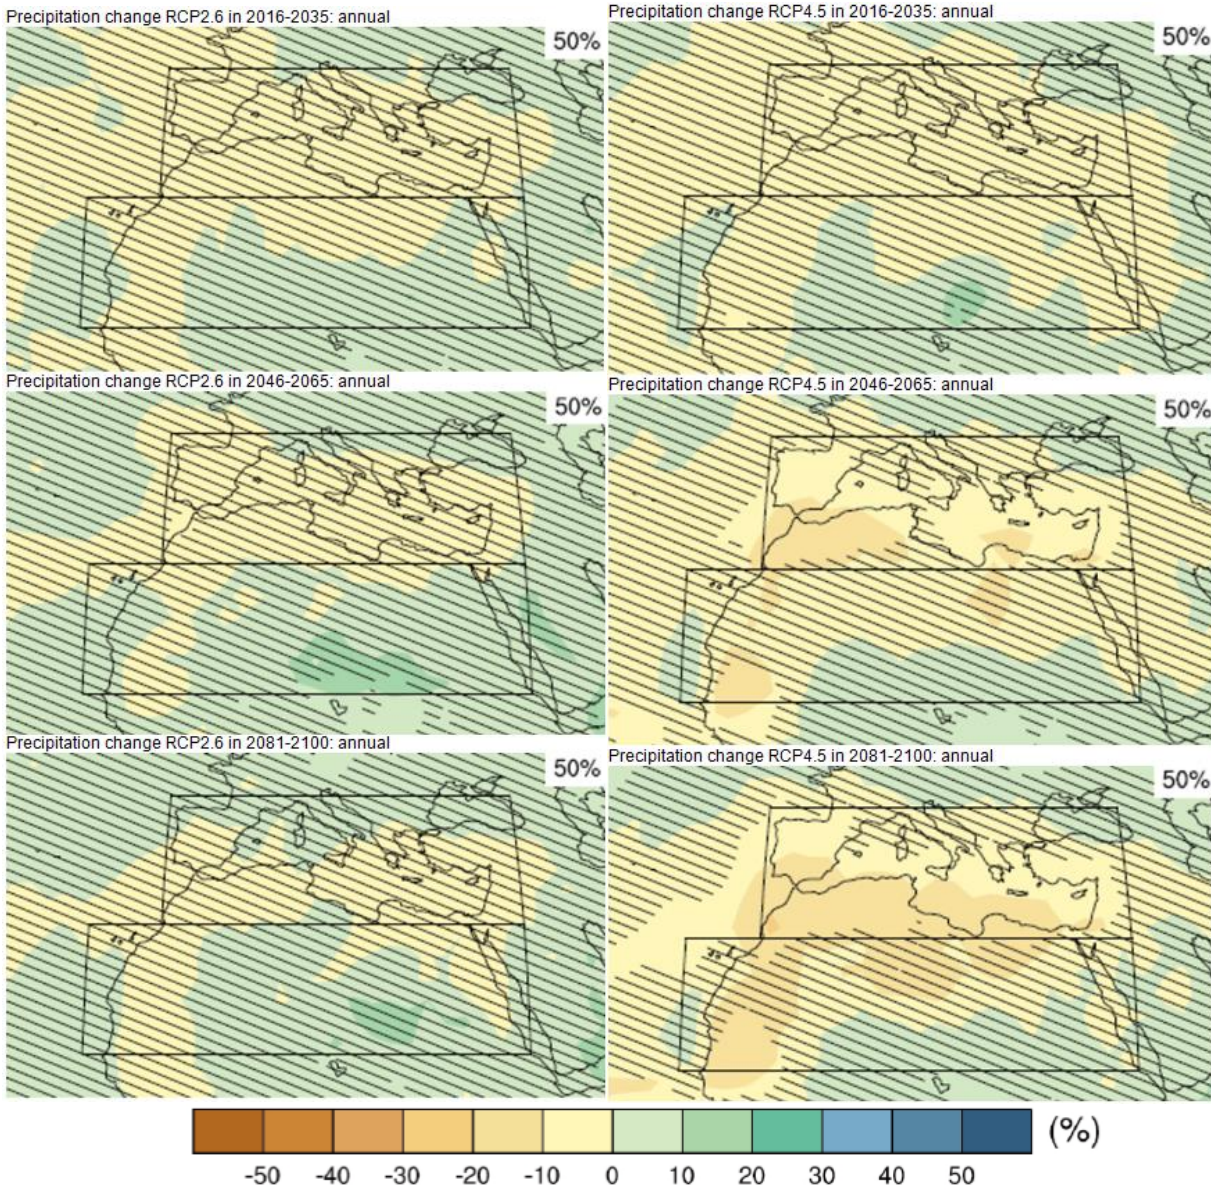 Precipitation change RCP2.6 in 2016-2035: annual
50%
Precipitation change RCP4.5 in 2016-2035: annual
50%
Precipitation change RCP2.6 in 2046-2065: annual
50%
Precipitation change RCP4.5 in 2046-2065: annual
50%
Precipitation change RCP2.6 in 2081-2100: annual
50%
Precipitation change RCP4.5 in 2081-2100: annual
50%
(%)
-50 -40 -30 -20 -10 0 10 20 30 40 50